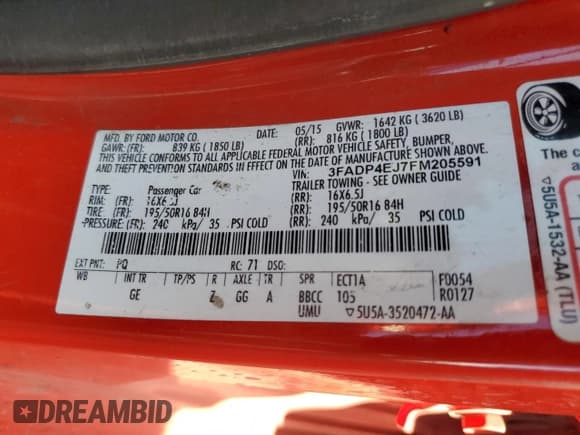 MFD. BY FORD MOTOR CO.
DATE: 05/15
GVWR: 1642 KG ( 3620 LB)
GAWR: (FR): 839 KG ( 1850 LB)
(RR): 816 KG ( 1800 LB)
THIS VEHICLE CONFORMS TO ALL APPLICABLE FEDERAL MOTOR VEHICLE SAFETY, BUMPER,
AND THEFT PREVENTION STANDARDS IN EFFECT ON THE DATE OF MANUFACTURE SHOWN ABOVE.
VIN: 3FADP4EJ7FM205591
TYPE: Passenger Car
TRAILER TOWING - SEE OWNER GUIDE
RIM: (FR): 16X6.5J
(RR): 16X6.5J
TIRE: (FR): 195/50R16 84H
(RR): 195/50R16 84H
PRESSURE: (FR): 240 kPa/ 35 PSI COLD
(RR): 240 kPa/ 35 PSI COLD
EXT PNT: PQ RC: 71 DSO:
WB INT TR TP/PS R AXLE TR SPR ECT1A F0054
GE Z GG A BBCC 105 R0127
UMU ▽5U5A-3520472-AA
The c
▽5U5A-1532-AA (TLU)
DREAMBID